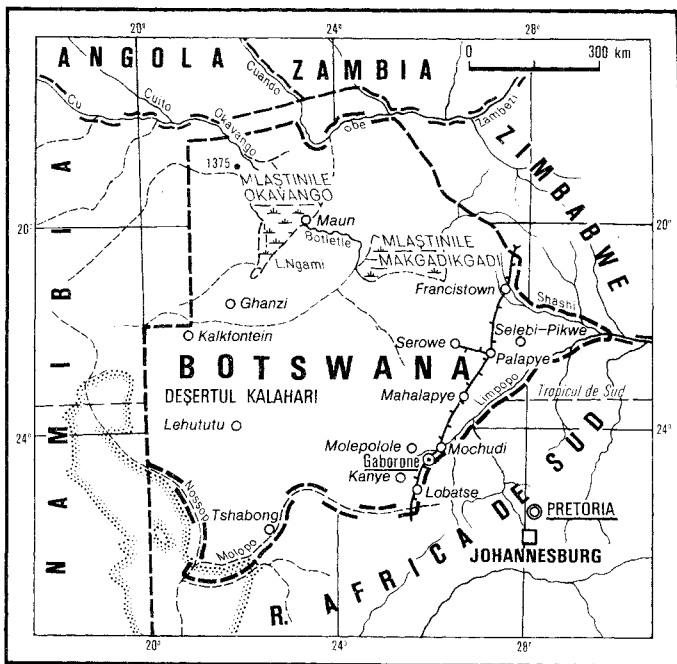 20° 24° 28°
ANGOLA
ZAMBIA
0 300 km
Cuando
Cu
Cuito
Okavango
obe
Zambezi
ZIMBABWE
1375
MLAȘTINILE
OKAVANGO
20° 20°
Maun
Botletle
MLAȘTINILE
MAKGADIKGADI
L.Ngami
Francistown
Shashi
Ghanzi
Selebi-Pikwe
Kalkfontein
Serowe
Palapye
BOTSWANA
DEȘERTUL KALAHARI
Mahalapye
Limpopo
Tropicul de Sud
NAMIBIA
Lehututu
24° 24°
Molepolole
Mochudi
Gaborone
Kanye
Lobatse
Nossop
Tshabong
Molopo
PRETORIA
JOHANNESBURG
R. AFRICA DE SUD
20° 24° 28°